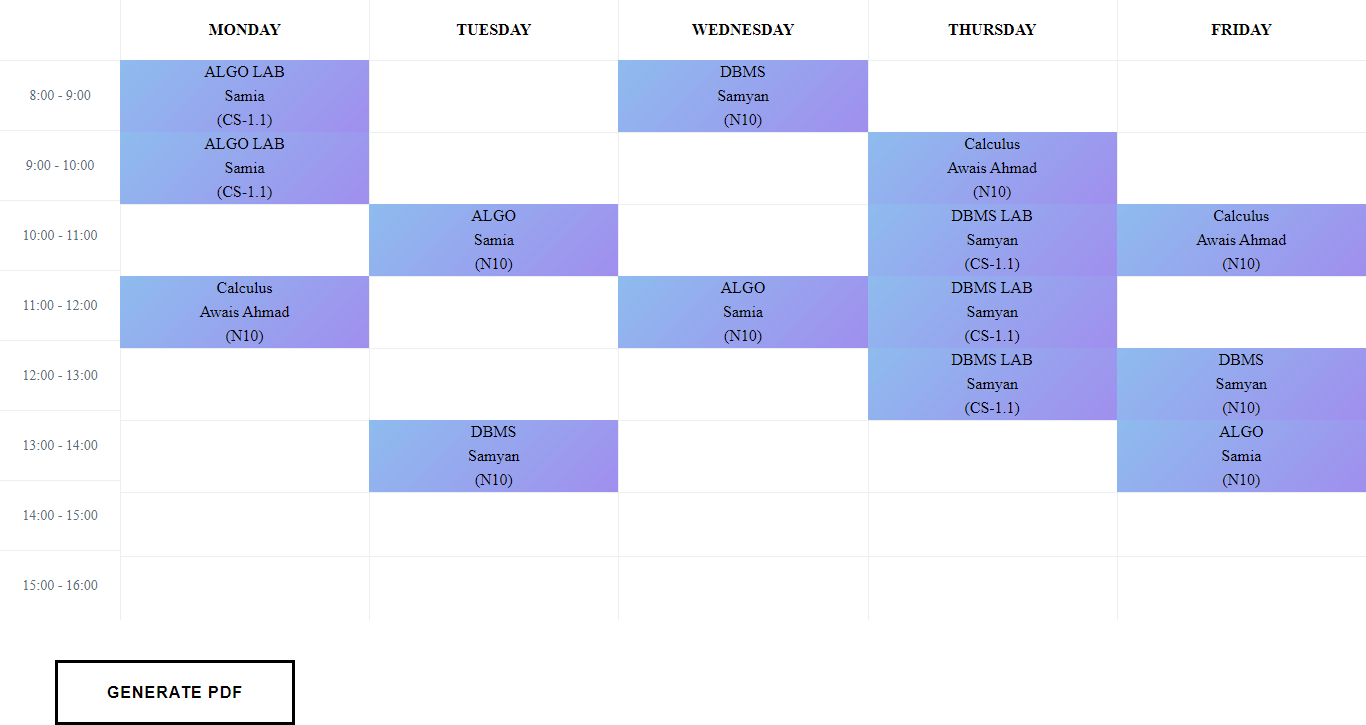 MONDAY TUESDAY WEDNESDAY THURSDAY FRIDAY
8:00 - 9:00
ALGO LAB
Samia
(CS-1.1)
DBMS
Samyan
(N10)
9:00 - 10:00
ALGO LAB
Samia
(CS-1.1)
Calculus
Awais Ahmad
(N10)
10:00 - 11:00
ALGO
Samia
(N10)
DBMS LAB
Samyan
(CS-1.1)
Calculus
Awais Ahmad
(N10)
11:00 - 12:00
Calculus
Awais Ahmad
(N10)
ALGO
Samia
(N10)
DBMS LAB
Samyan
(CS-1.1)
12:00 - 13:00
DBMS LAB
Samyan
(CS-1.1)
DBMS
Samyan
(N10)
13:00 - 14:00
DBMS
Samyan
(N10)
ALGO
Samia
(N10)
14:00 - 15:00
15:00 - 16:00
GENERATE PDF